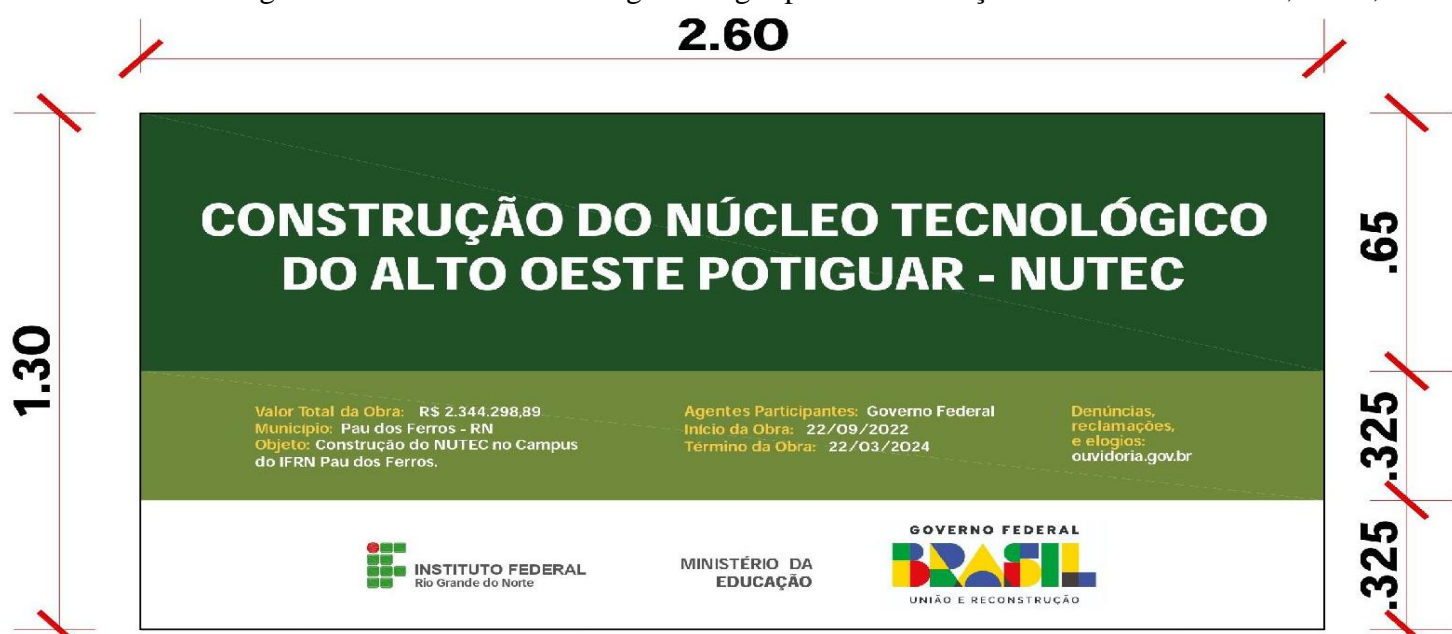 2.60
CONSTRUÇÃO DO NÚCLEO TECNOLÓGICO
DO ALTO OESTE POTIGUAR - NUTEC
1.30
.65
.325
.325
Valor Total da Obra: R$ 2.344.298,89
Município: Pau dos Ferros - RN
Objeto: Construção do NUTEC no Campus
do IFRN Pau dos Ferros.
Agentes Participantes: Governo Federal
Início da Obra: 22/09/2022
Término da Obra: 22/03/2024
Denúncias,
reclamações,
e elogios:
ouvidoria.gov.br
INSTITUTO FEDERAL
Rio Grande do Norte
MINISTÉRIO DA
EDUCAÇÃO
GOVERNO FEDERAL
BRASIL
UNIÃO E RECONSTRUÇÃO